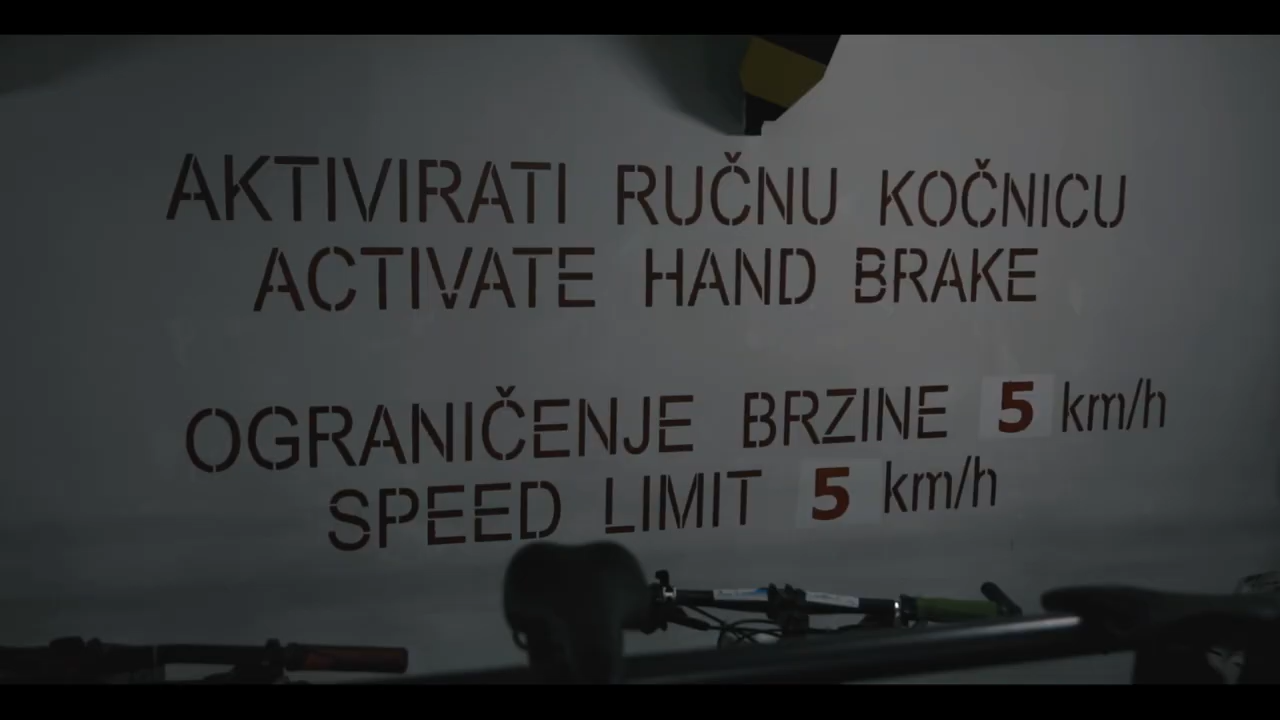 AKTIVIRATI RUČNU KOČNICU
ACTIVATE HAND BRAKE
OGRANIČENJE BRZINE 5 km/h
SPEED LIMIT 5 km/h